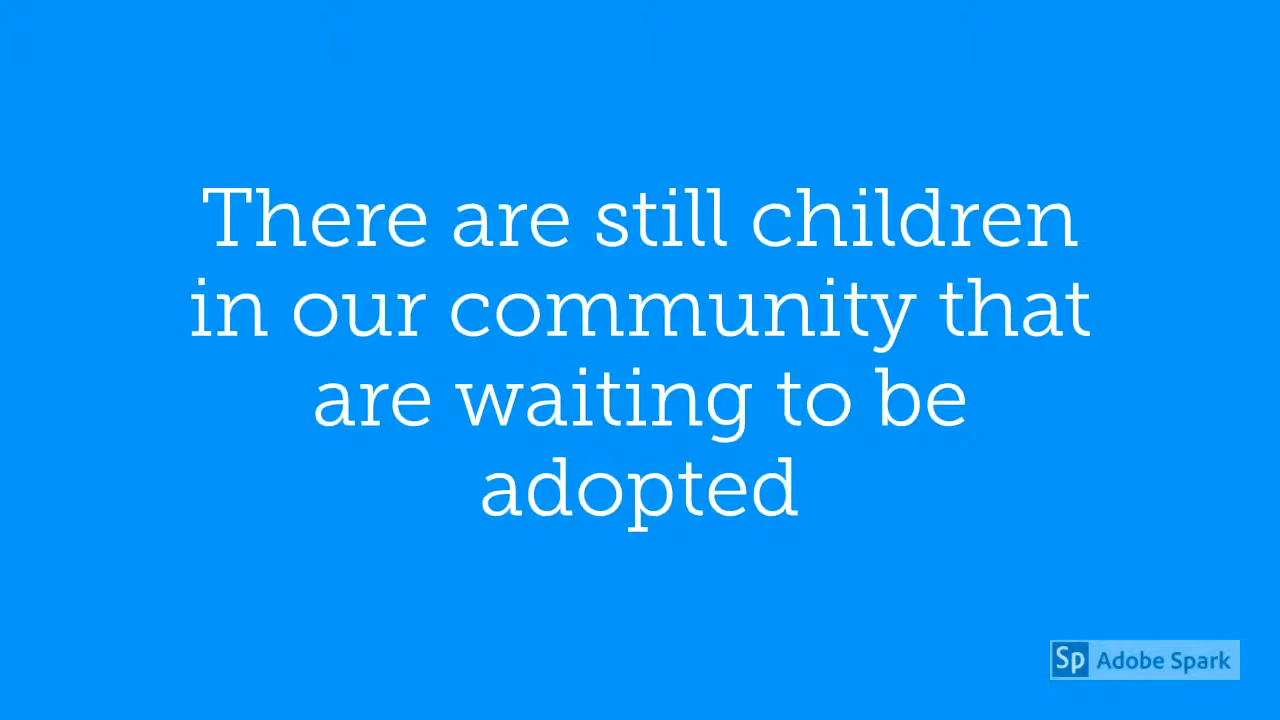 There are still children
in our community that
are waiting to be
adopted
Sp Adobe Spark